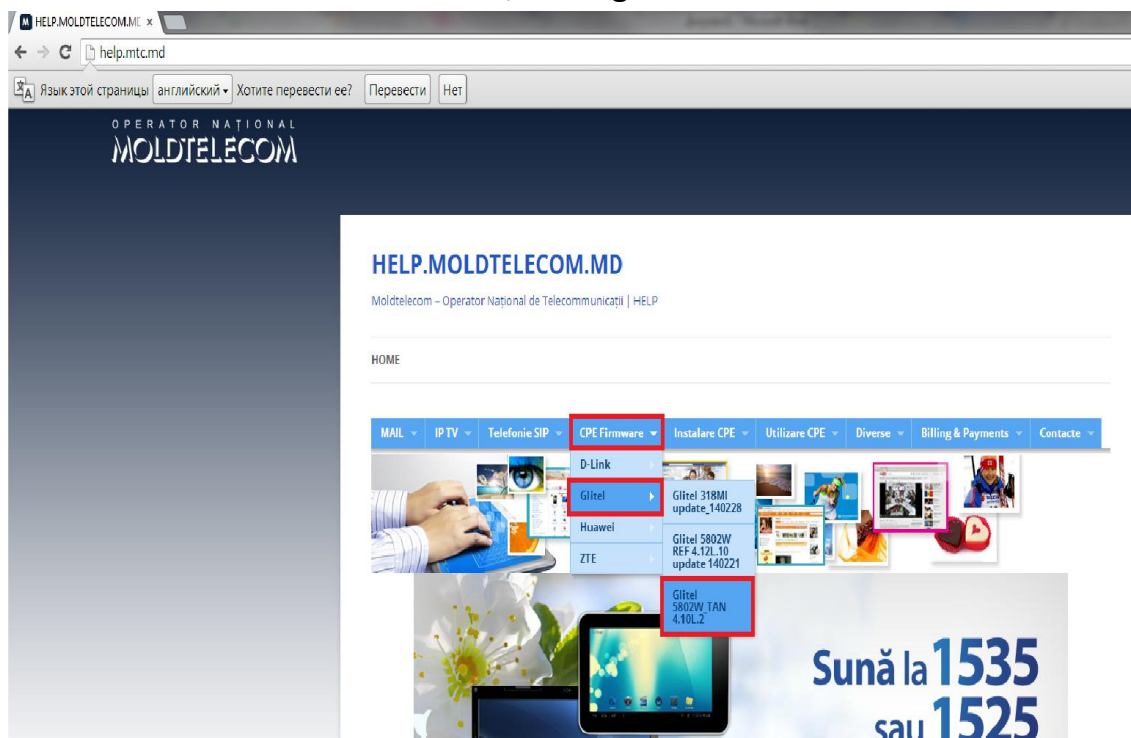 HELP.MOLDTELECOM.MD ×
help.mtc.md
Язык этой страницы английский Хотите перевести ее? Перевести Нет
OPERATOR NAȚIONAL
MOLDTELECOM
HELP.MOLDTELECOM.MD
Moldtelecom – Operator Național de Telecommunicații | HELP
HOME
MAIL IP TV Telefonie SIP CPE Firmware Instalare CPE Utilizare CPE Diverse Billing & Payments Contacte
D-Link
Glitel
Huawei
ZTE
Glitel 318MI
update_140228
Glitel 5802W
REF 4.12L.10
update 140221
Glitel
5802W_TAN
4.10L.2
Sună la 1535
sau 1525